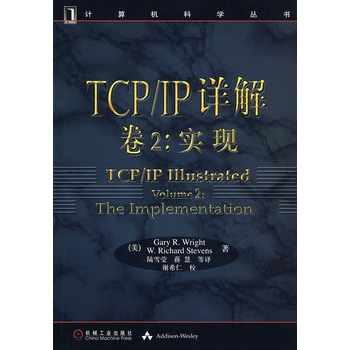 计算机科学丛书
TCP/IP 详解
卷2:实现
TCP/IP Illustrated
Volume 2:
The Implementation
(美) Gary R. Wright
W. Richard Stevens 著
陆雪莹 蒋慧 等译
谢希仁 校
机械工业出版社
China Machine Press
Addison-Wesley